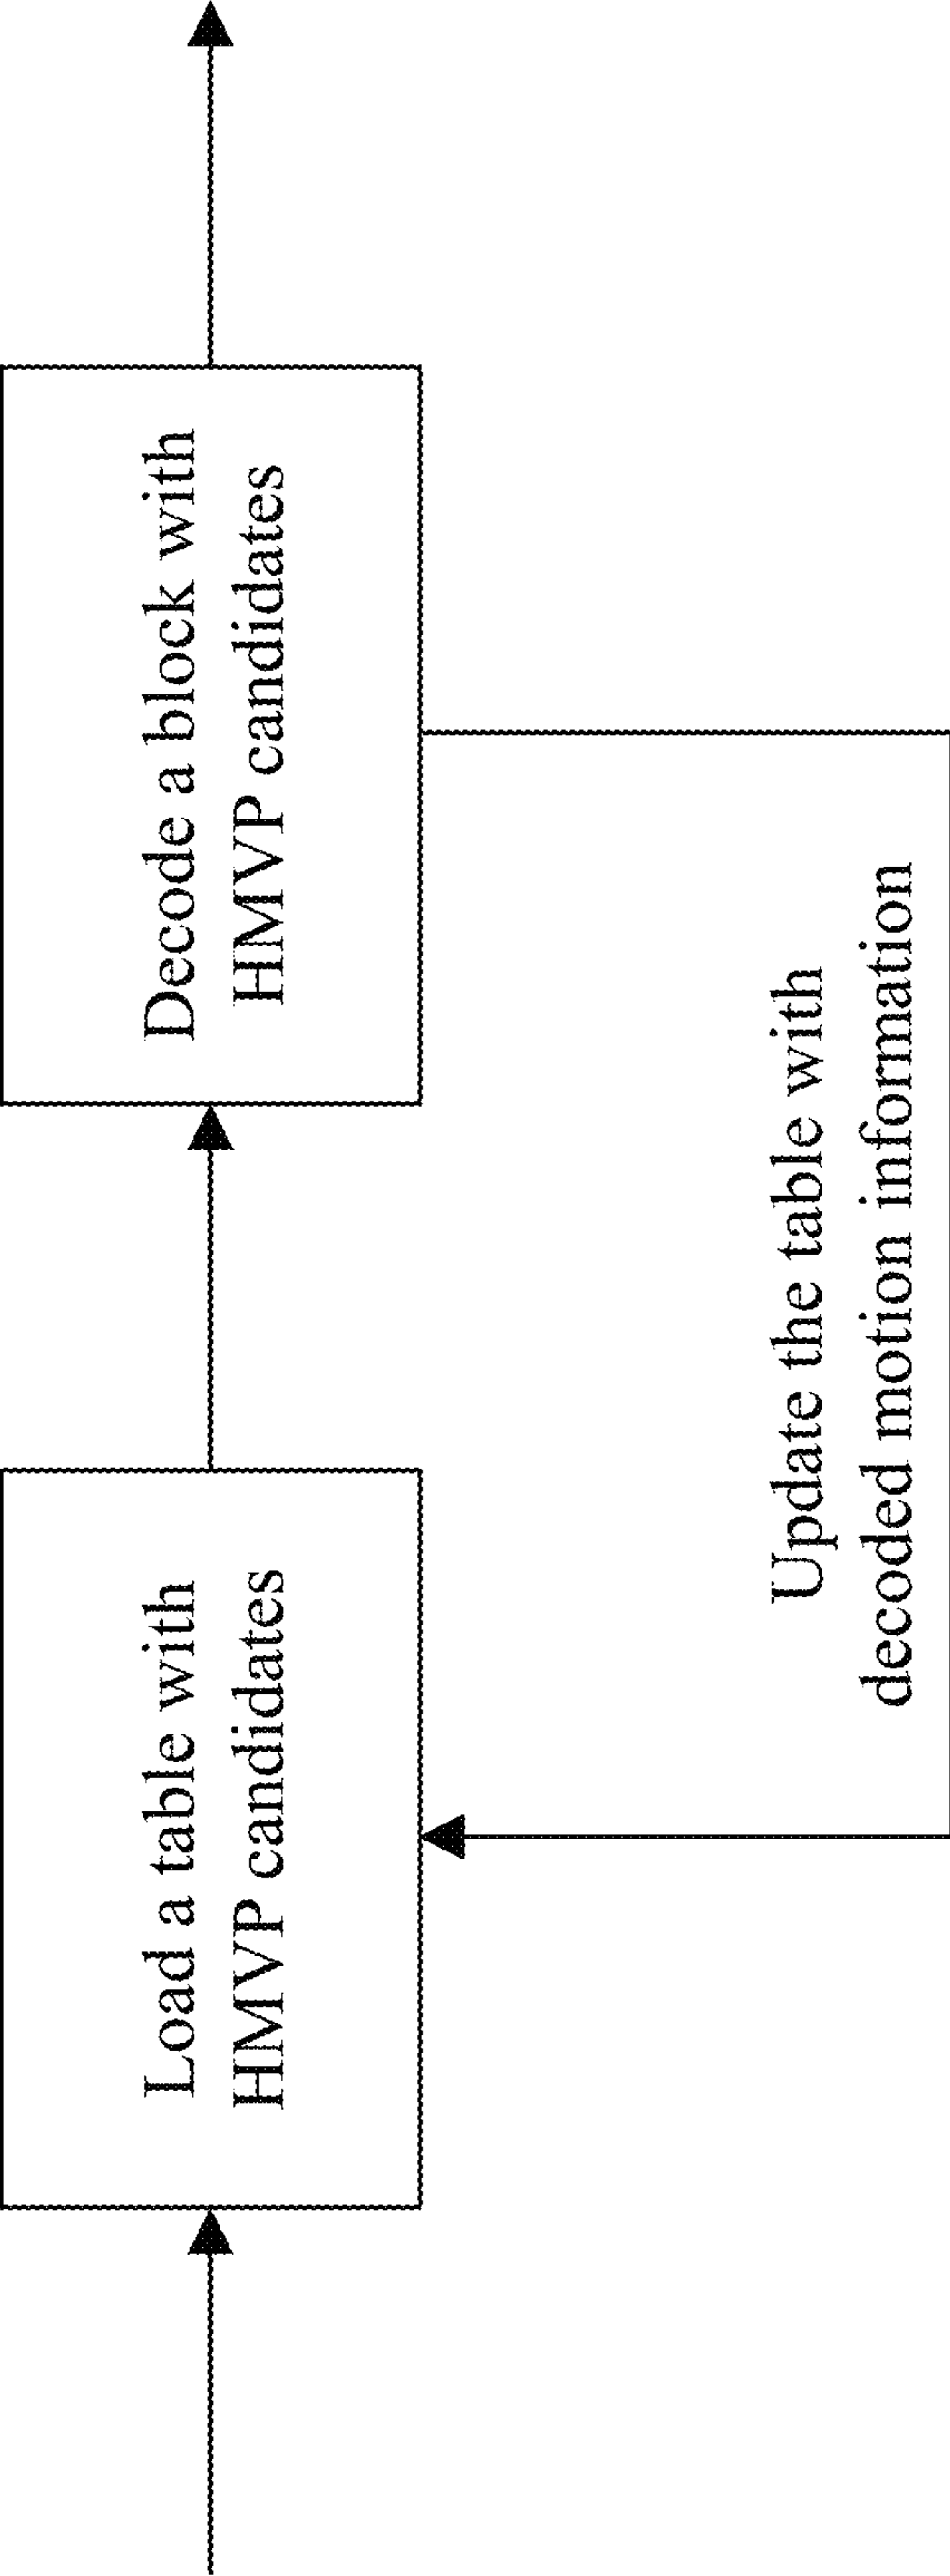 Load a table with
HMVP candidates
Decode a block with
HMVP candidates
Update the table with
decoded motion information